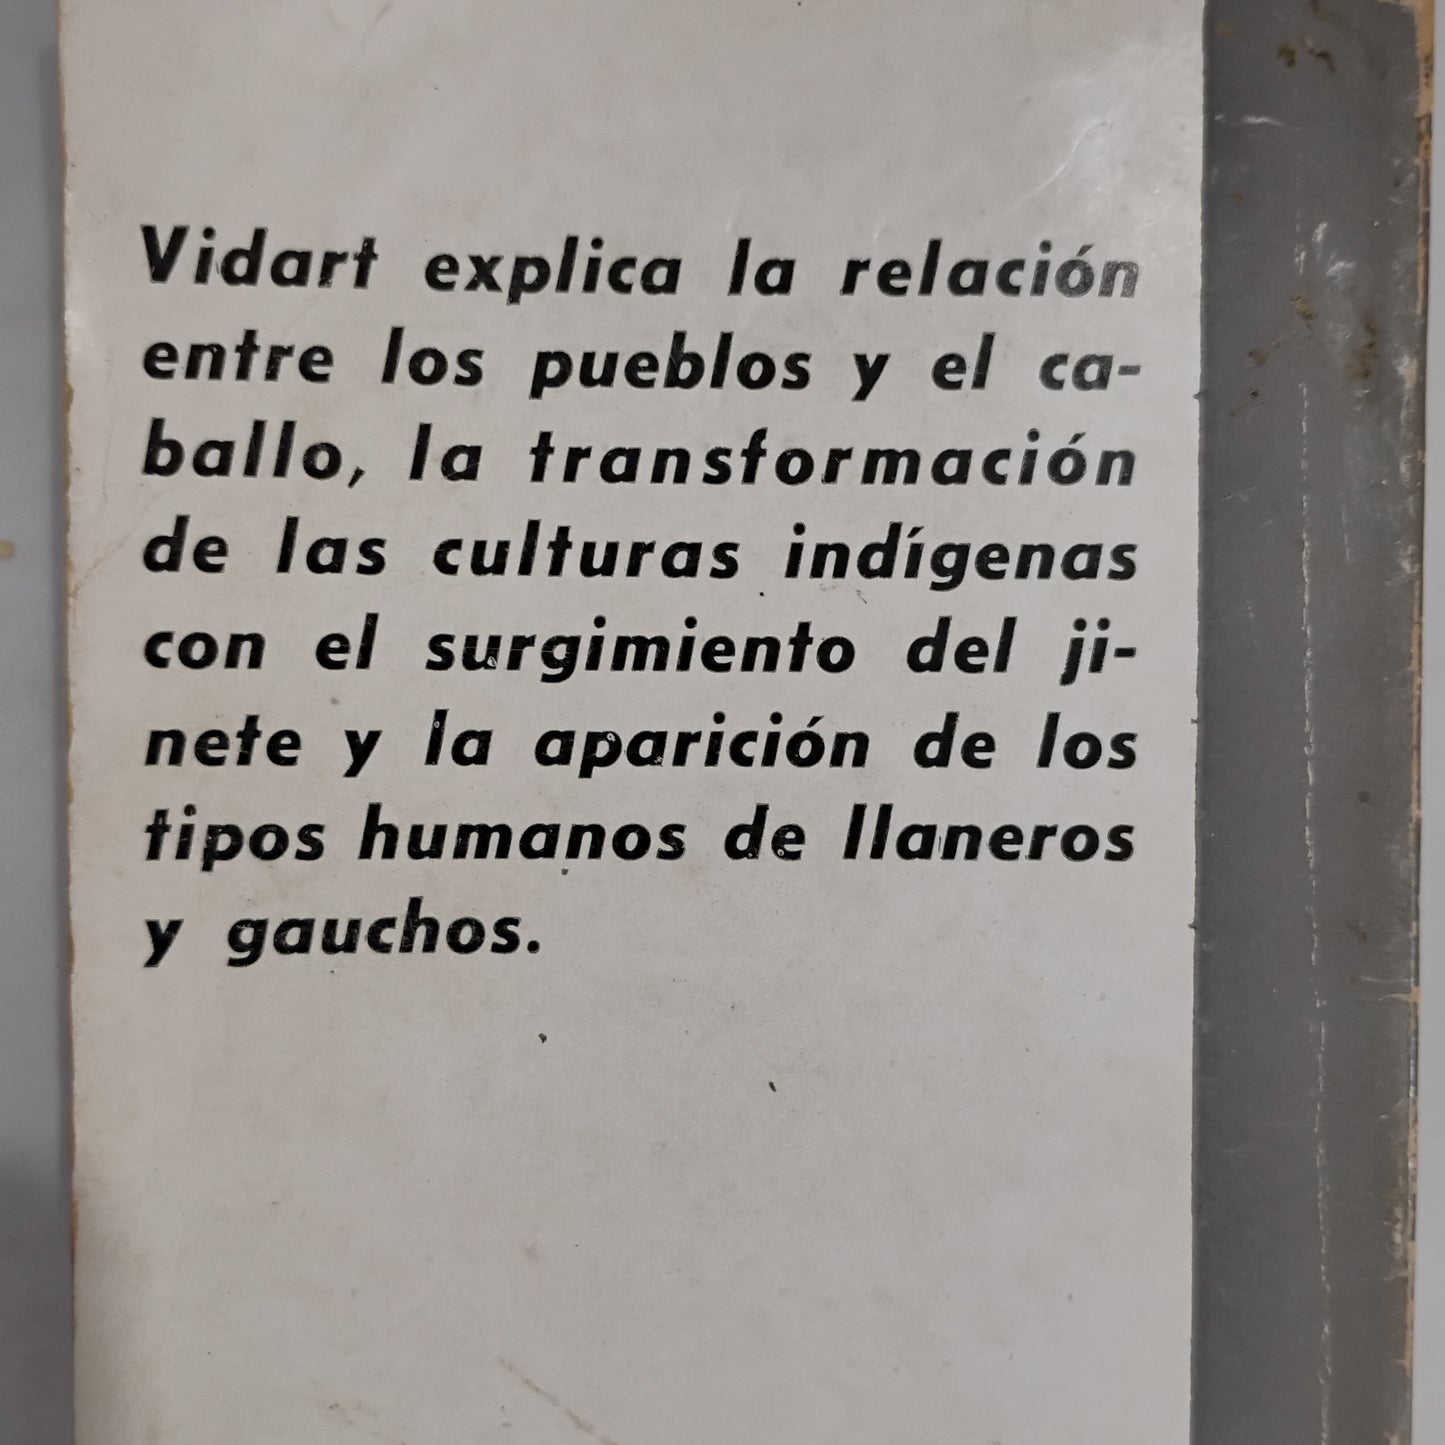 Vidart explica la relación
entre los pueblos y el ca-
ballo, la transformación
de las culturas indígenas
con el surgimiento del ji-
nete y la aparición de los
tipos humanos de llaneros
y gauchos.